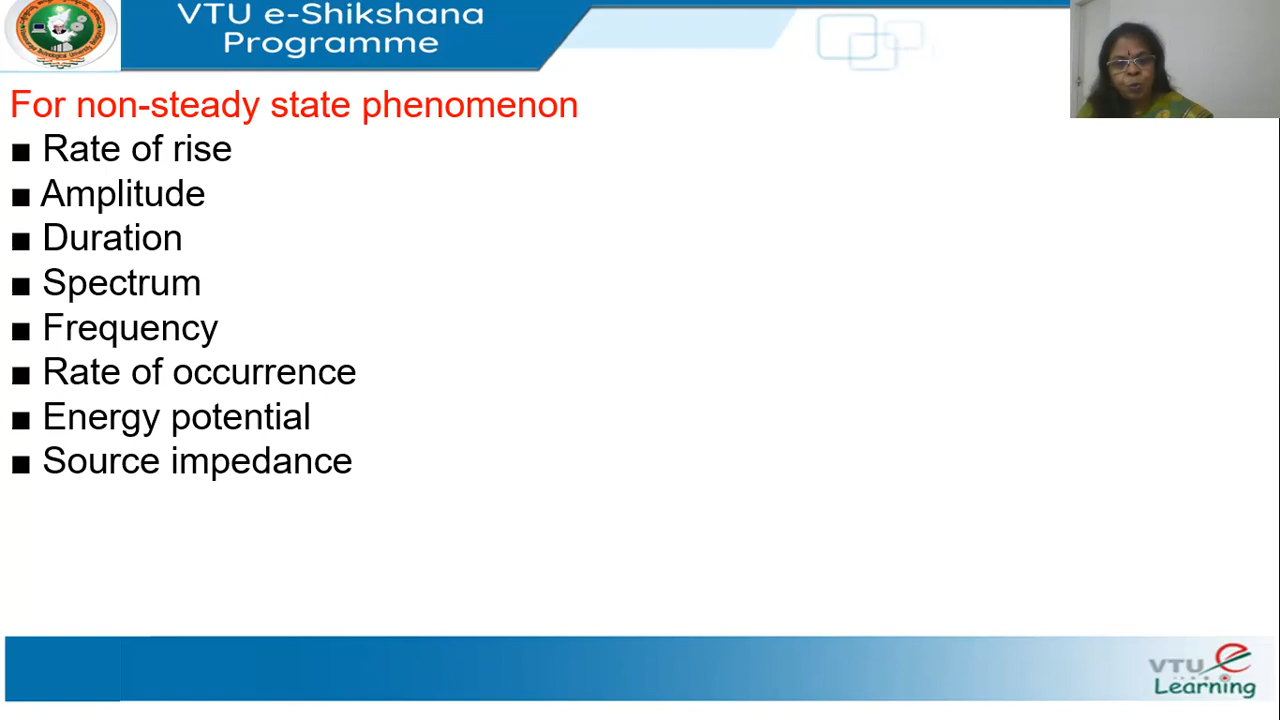 VTU e-Shikshana
Programme
For non-steady state phenomenon
■ Rate of rise
■ Amplitude
■ Duration
■ Spectrum
■ Frequency
■ Rate of occurrence
■ Energy potential
■ Source impedance
VTU e
Learning